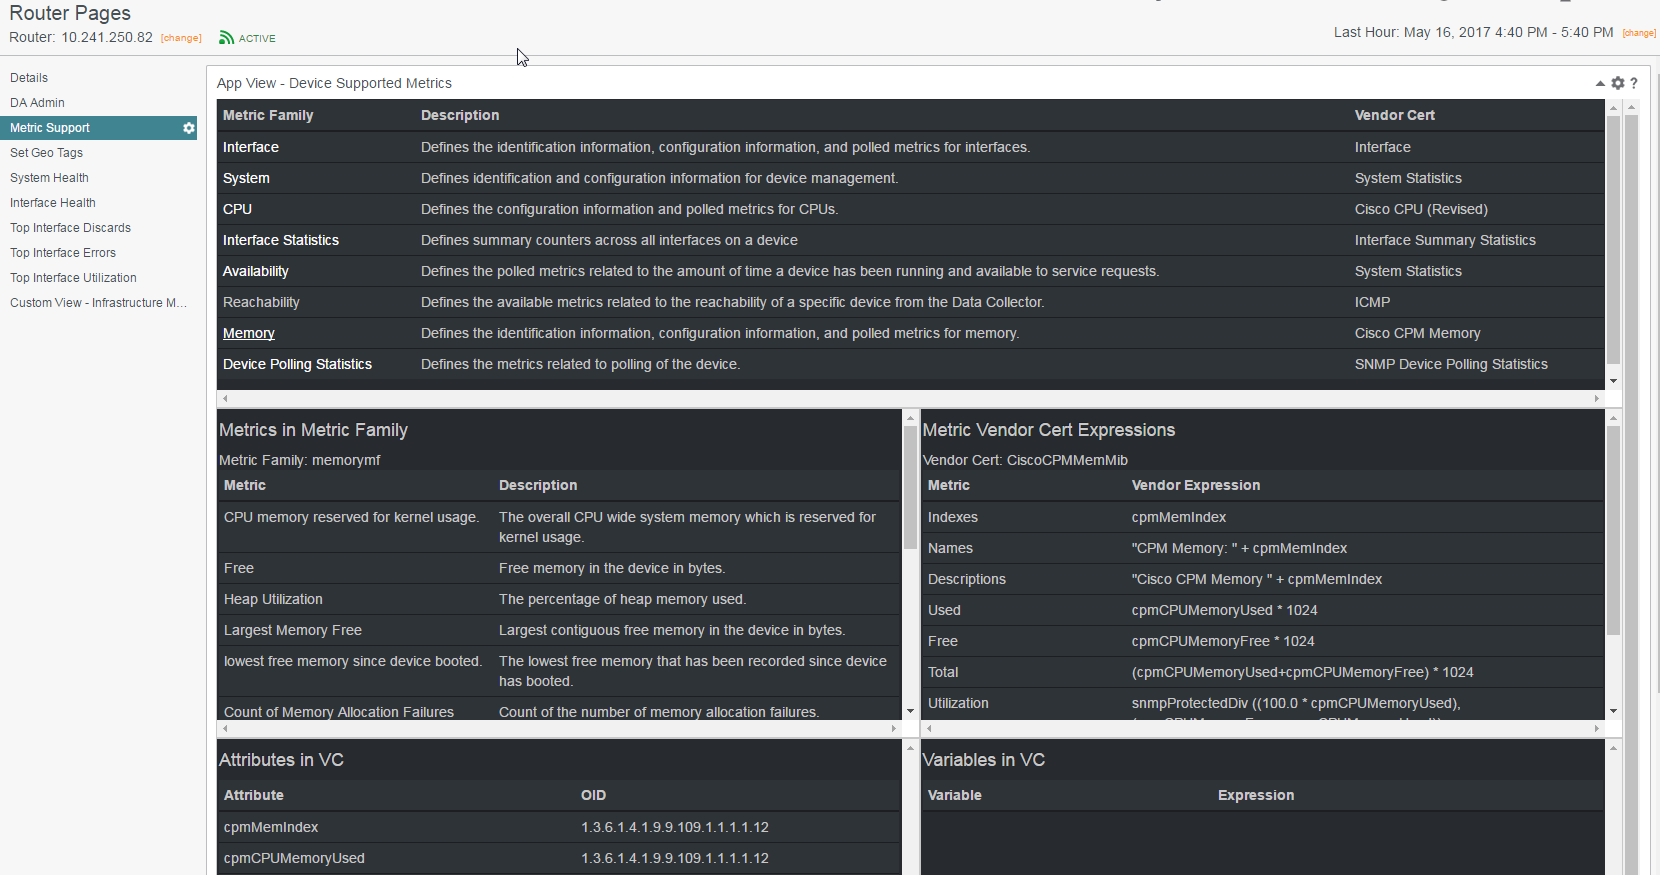 Router Pages
Router: 10.241.250.82 [change] ACTIVE
Last Hour: May 16, 2017 4:40 PM - 5:40 PM [change]
Details
DA Admin
Metric Support
Set Geo Tags
System Health
Interface Health
Top Interface Discards
Top Interface Errors
Top Interface Utilization
Custom View - Infrastructure M...
App View - Device Supported Metrics ?
Metric Family Description Vendor Cert
Interface Defines the identification information, configuration information, and polled metrics for interfaces. Interface
System Defines identification and configuration information for device management. System Statistics
CPU Defines the configuration information and polled metrics for CPUs. Cisco CPU (Revised)
Interface Statistics Defines summary counters across all interfaces on a device Interface Summary Statistics
Availability Defines the polled metrics related to the amount of time a device has been running and available to service requests. System Statistics
Reachability Defines the available metrics related to the reachability of a specific device from the Data Collector. ICMP
Memory Defines the identification information, configuration information, and polled metrics for memory. Cisco CPM Memory
Device Polling Statistics Defines the metrics related to polling of the device. SNMP Device Polling Statistics
Metrics in Metric Family
Metric Family: memorymf
Metric Description
CPU memory reserved for kernel usage. The overall CPU wide system memory which is reserved for
kernel usage.
Free Free memory in the device in bytes.
Heap Utilization The percentage of heap memory used.
Largest Memory Free Largest contiguous free memory in the device in bytes.
lowest free memory since device booted. The lowest free memory that has been recorded since device
has booted.
Count of Memory Allocation Failures Count of the number of memory allocation failures.
Metric Vendor Cert Expressions
Vendor Cert: CiscoCPMMemMib
Metric Vendor Expression
Indexes cpmMemIndex
Names "CPM Memory: " + cpmMemIndex
Descriptions "Cisco CPM Memory " + cpmMemIndex
Used cpmCPUMemoryUsed * 1024
Free cpmCPUMemoryFree * 1024
Total (cpmCPUMemoryUsed+cpmCPUMemoryFree) * 1024
Utilization snmpProtectedDiv ((100.0 * cpmCPUMemoryUsed),
Attributes in VC
Attribute OID
cpmMemIndex 1.3.6.1.4.1.9.9.109.1.1.1.1.12
cpmCPUMemoryUsed 1.3.6.1.4.1.9.9.109.1.1.1.1.12
Variables in VC
Variable Expression